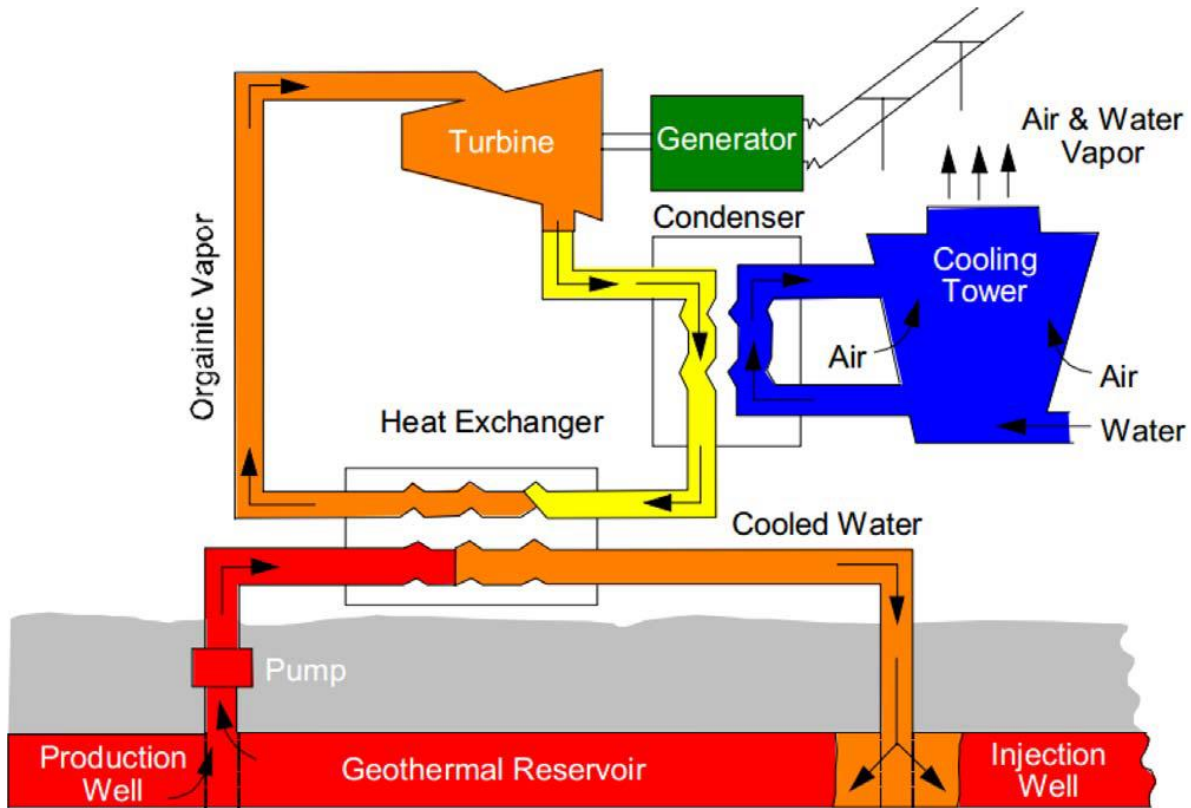 Turbine
Generator
Air & Water
Vapor
Condenser
Cooling
Tower
Orgainic Vapor
Air
Air
Heat Exchanger
Water
Cooled Water
Pump
Production
Well
Geothermal Reservoir
Injection
Well